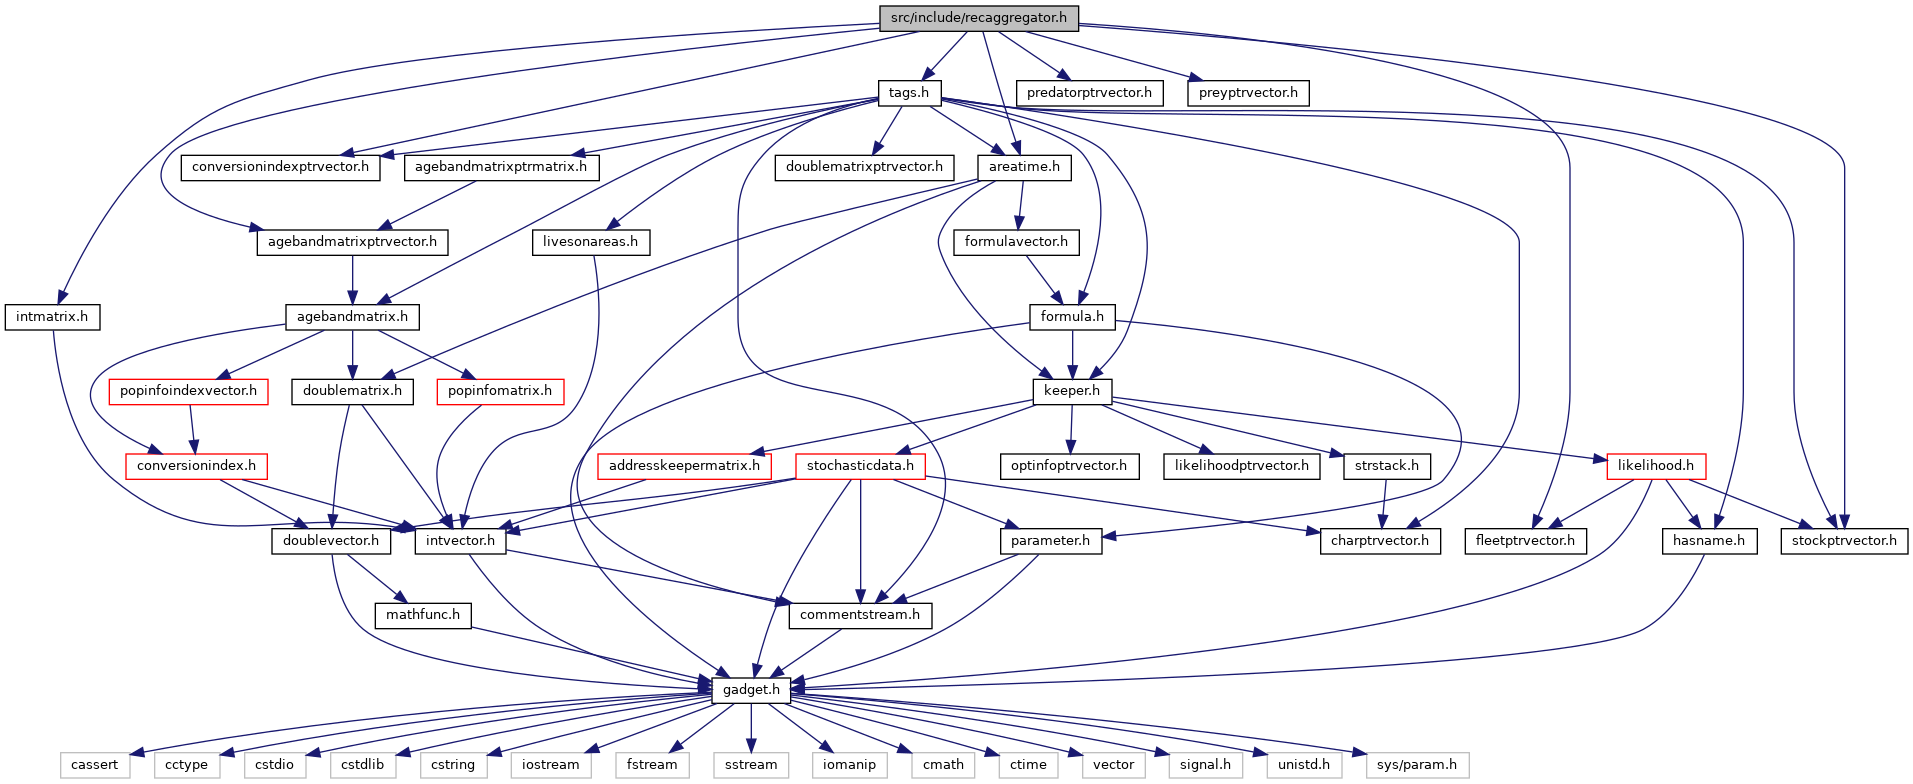 src/include/recaggregator.h
tags.h
predatorptrvector.h
preyptrvector.h
conversionindexptrvector.h
agebandmatrixptrmatrix.h
doublematrixptrvector.h
areatime.h
agebandmatrixptrvector.h
livesonareas.h
formulavector.h
intmatrix.h
agebandmatrix.h
formula.h
popinfoindexvector.h
doublematrix.h
popinfomatrix.h
keeper.h
conversionindex.h
addresskeepermatrix.h
stochasticdata.h
optinfoptrvector.h
likelihoodptrvector.h
strstack.h
likelihood.h
doublevector.h
intvector.h
parameter.h
charptrvector.h
fleetptrvector.h
hasname.h
stockptrvector.h
mathfunc.h
commentstream.h
gadget.h
cassert
cctype
cstdio
cstdlib
cstring
iostream
fstream
sstream
iomanip
cmath
ctime
vector
signal.h
unistd.h
sys/param.h